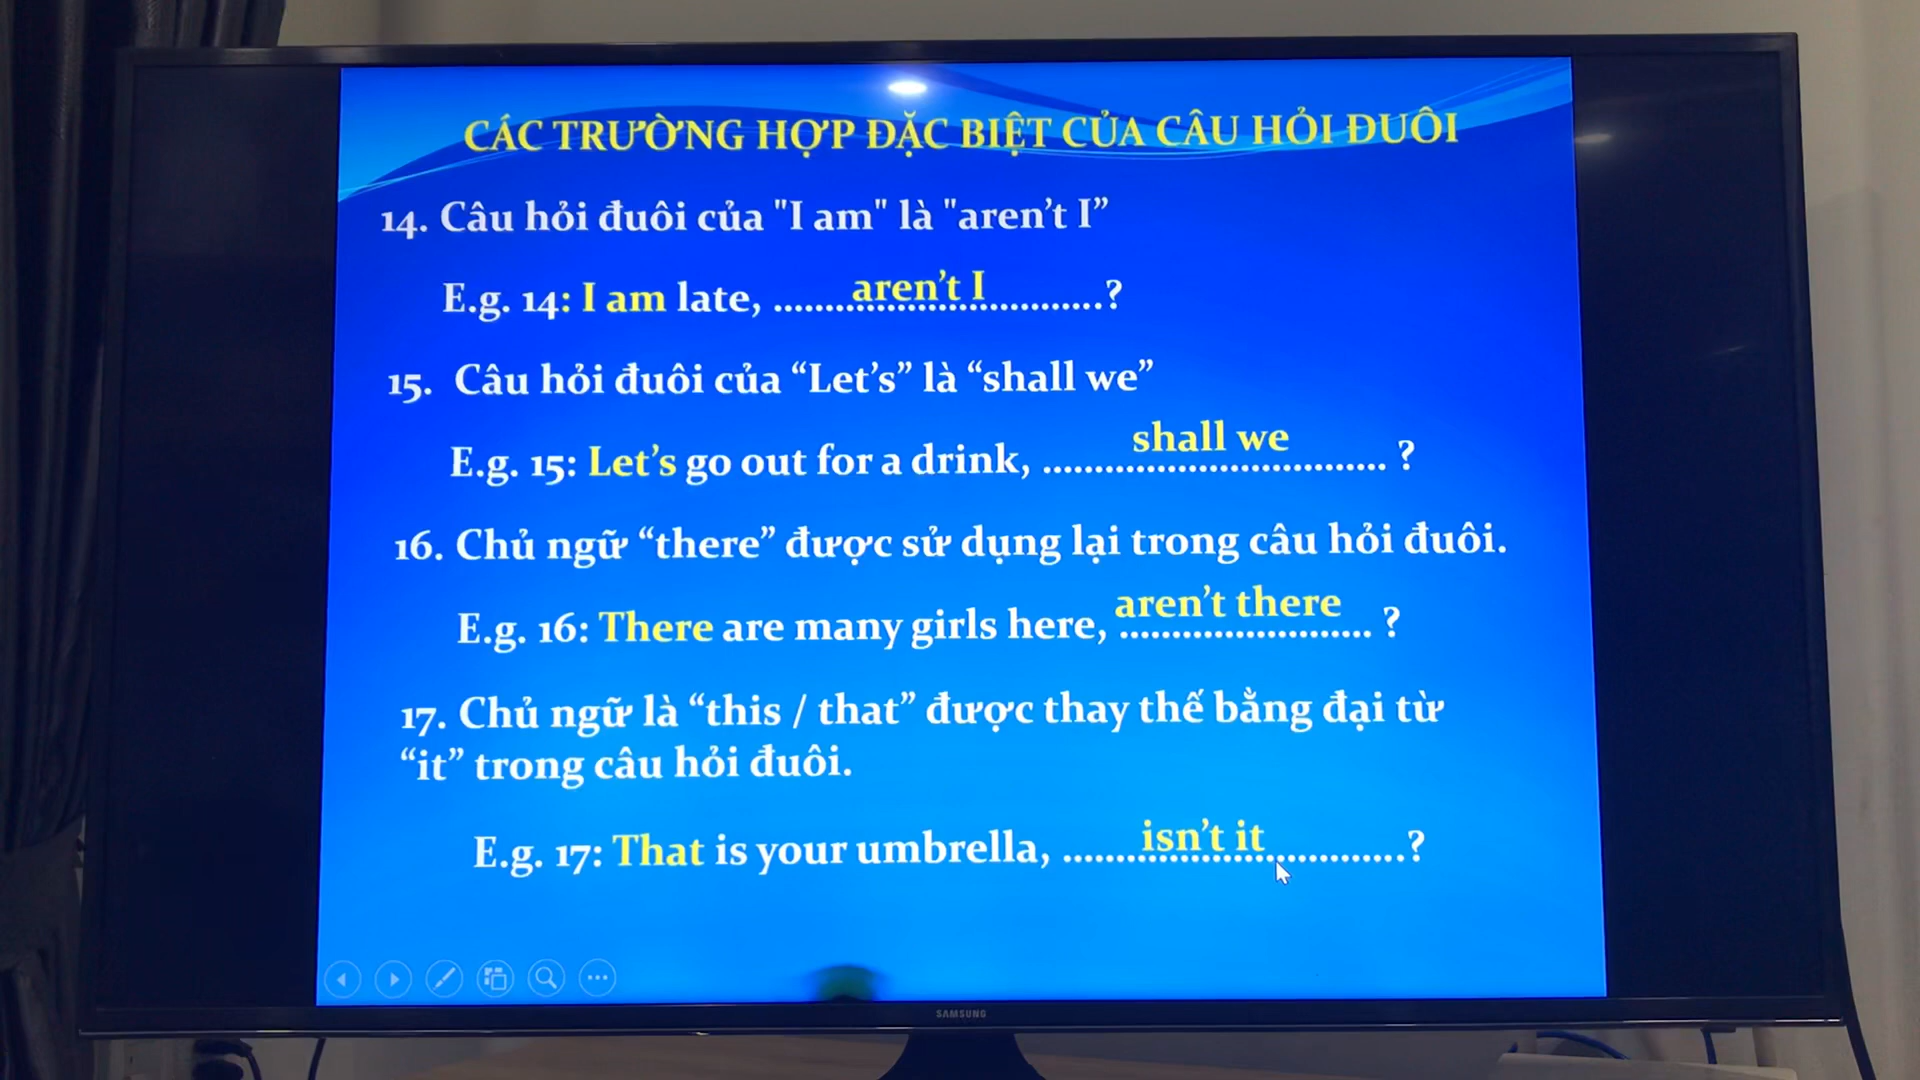 CÁC TRƯỜNG HỢP ĐẶC BIỆT CỦA CÂU HỎI ĐUÔI
14. Câu hỏi đuôi của "I am" là "aren’t I”
E.g. 14: I am late, ......aren’t I..........?
15. Câu hỏi đuôi của “Let’s” là “shall we”
E.g. 15: Let’s go out for a drink, ......shall we...... ?
16. Chủ ngữ “there” được sử dụng lại trong câu hỏi đuôi.
E.g. 16: There are many girls here, aren’t there ?
17. Chủ ngữ là “this / that” được thay thế bằng đại từ
“it” trong câu hỏi đuôi.
E.g. 17: That is your umbrella, ......isn’t it..........?
SAMSUNG